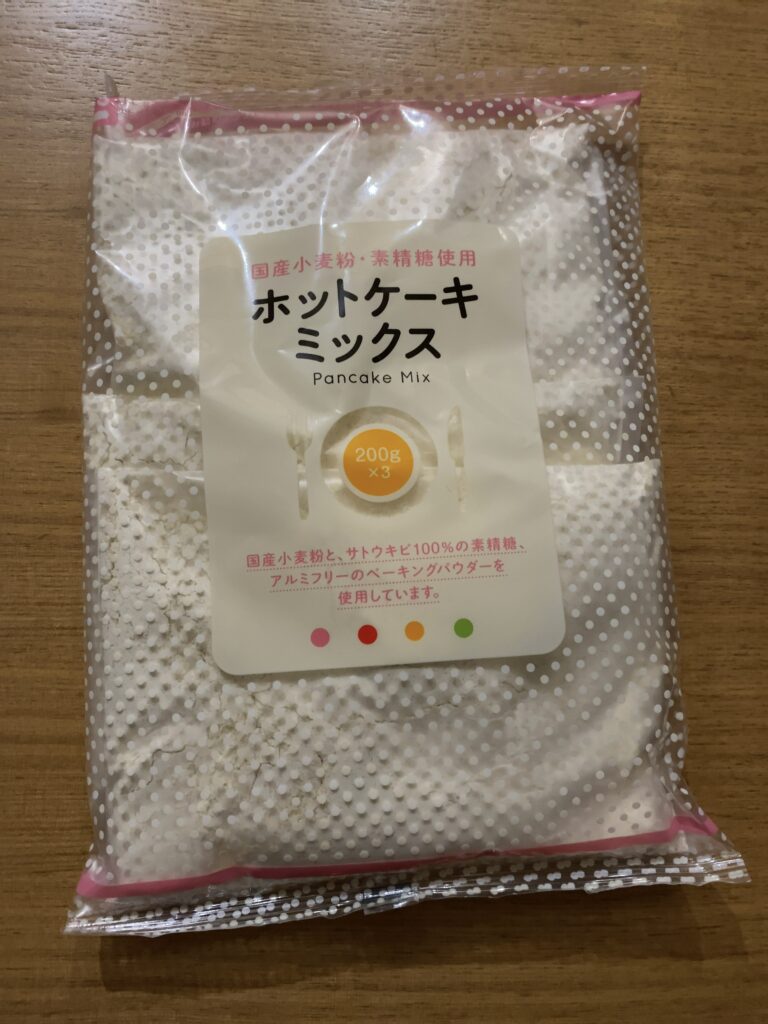 国産小麦粉・素精糖使用
ホットケーキ
ミックス
Pancake Mix
200g
×3
国産小麦粉と、サトウキビ100%の素精糖、
アルミフリーのベーキングパウダーを
使用しています。